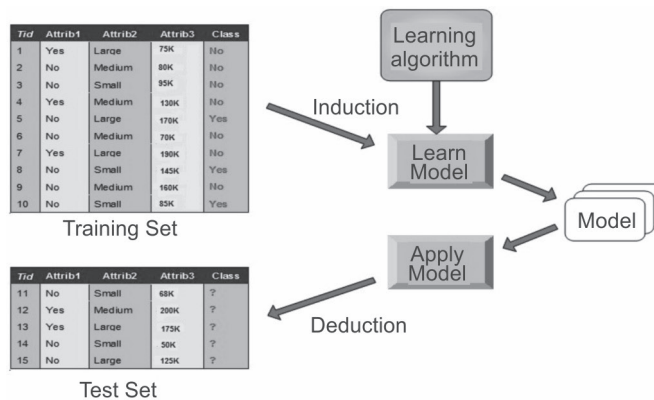 Tid Attrib1 Attrib2 Attrib3 Class
1 Yes Large 75K No
2 No Medium 80K No
3 No Small 95K No
4 Yes Medium 130K No
5 No Large 170K Yes
6 No Medium 70K No
7 Yes Large 190K No
8 No Small 145K Yes
9 No Medium 160K No
10 No Small 85K Yes
Training Set
Learning
algorithm
Induction
Learn
Model
Model
Apply
Model
Deduction
Tid Attrib1 Attrib2 Attrib3 Class
11 No Small 68K ?
12 Yes Medium 200K ?
13 Yes Large 175K ?
14 No Small 50K ?
15 No Large 125K ?
Test Set